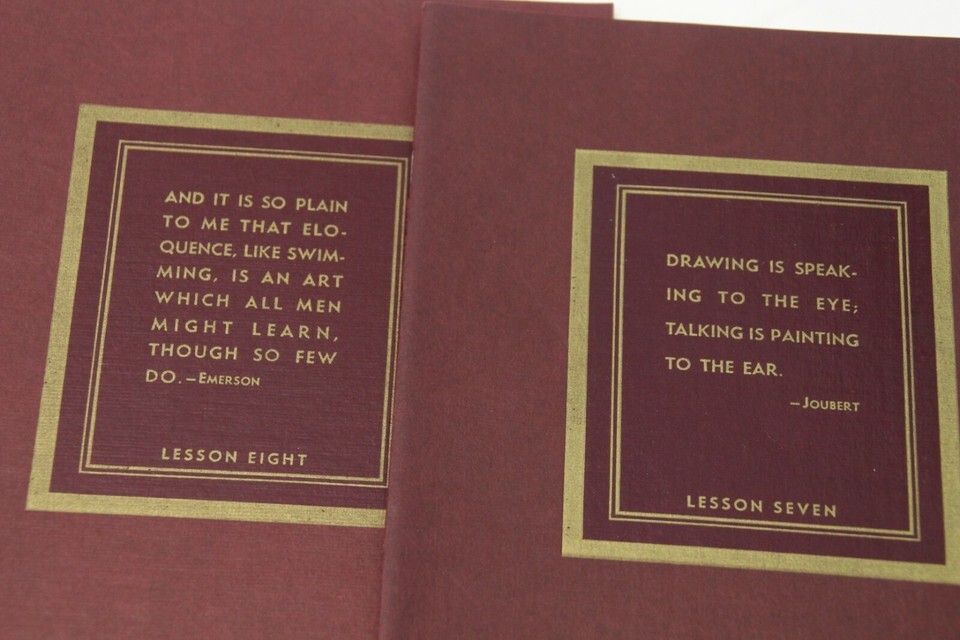 AND IT IS SO PLAIN
TO ME THAT ELO-
QUENCE, LIKE SWIM-
MING, IS AN ART
WHICH ALL MEN
MIGHT LEARN,
THOUGH SO FEW
DO. —EMERSON
LESSON EIGHT
DRAWING IS SPEAK-
ING TO THE EYE;
TALKING IS PAINTING
TO THE EAR.
—JOUBERT
LESSON SEVEN